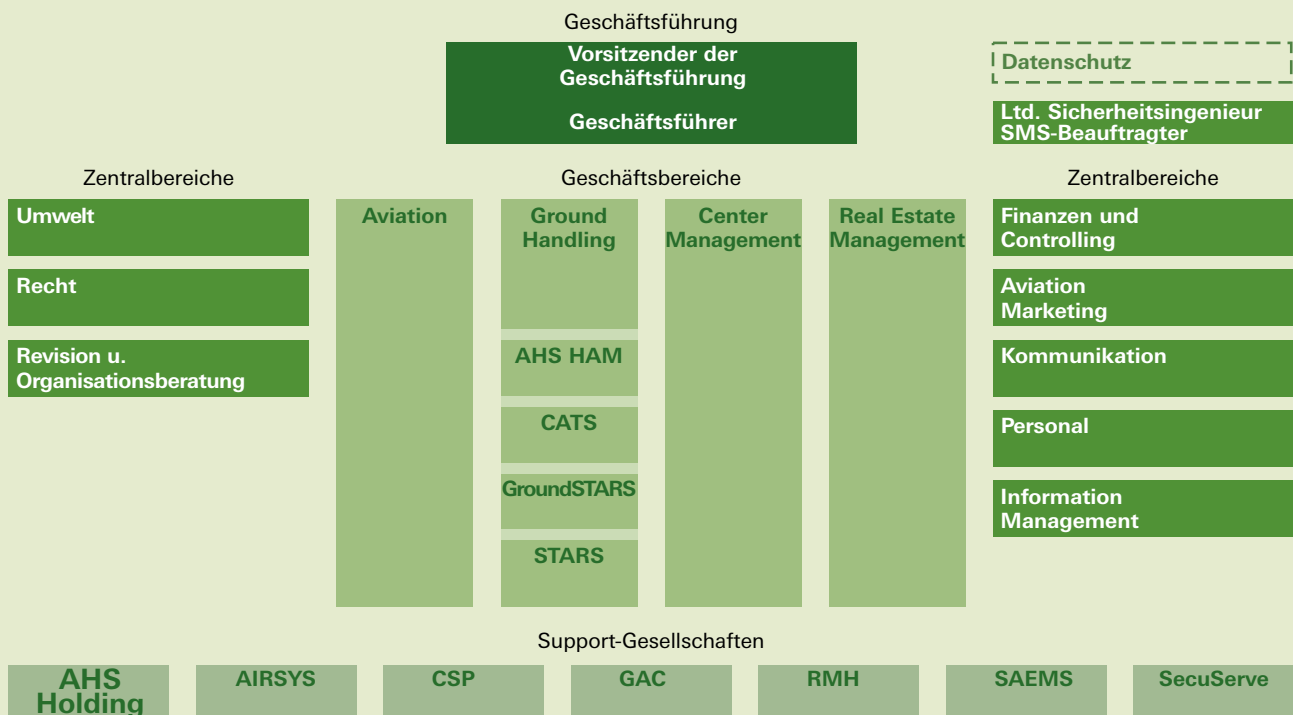 Geschäftsführung
Vorsitzender der
Geschäftsführung
Geschäftsführer
Datenschutz
Ltd. Sicherheitsingenieur
SMS-Beauftragter
Zentralbereiche
Umwelt
Recht
Revision u.
Organisationsberatung
Geschäftsbereiche
Aviation
Ground
Handling
AHS HAM
CATS
GroundSTARS
STARS
Center
Management
Real Estate
Management
Zentralbereiche
Finanzen und
Controlling
Aviation
Marketing
Kommunikation
Personal
Information
Management
Support-Gesellschaften
AHS
Holding
AIRSYS
CSP
GAC
RMH
SAEMS
SecuServe